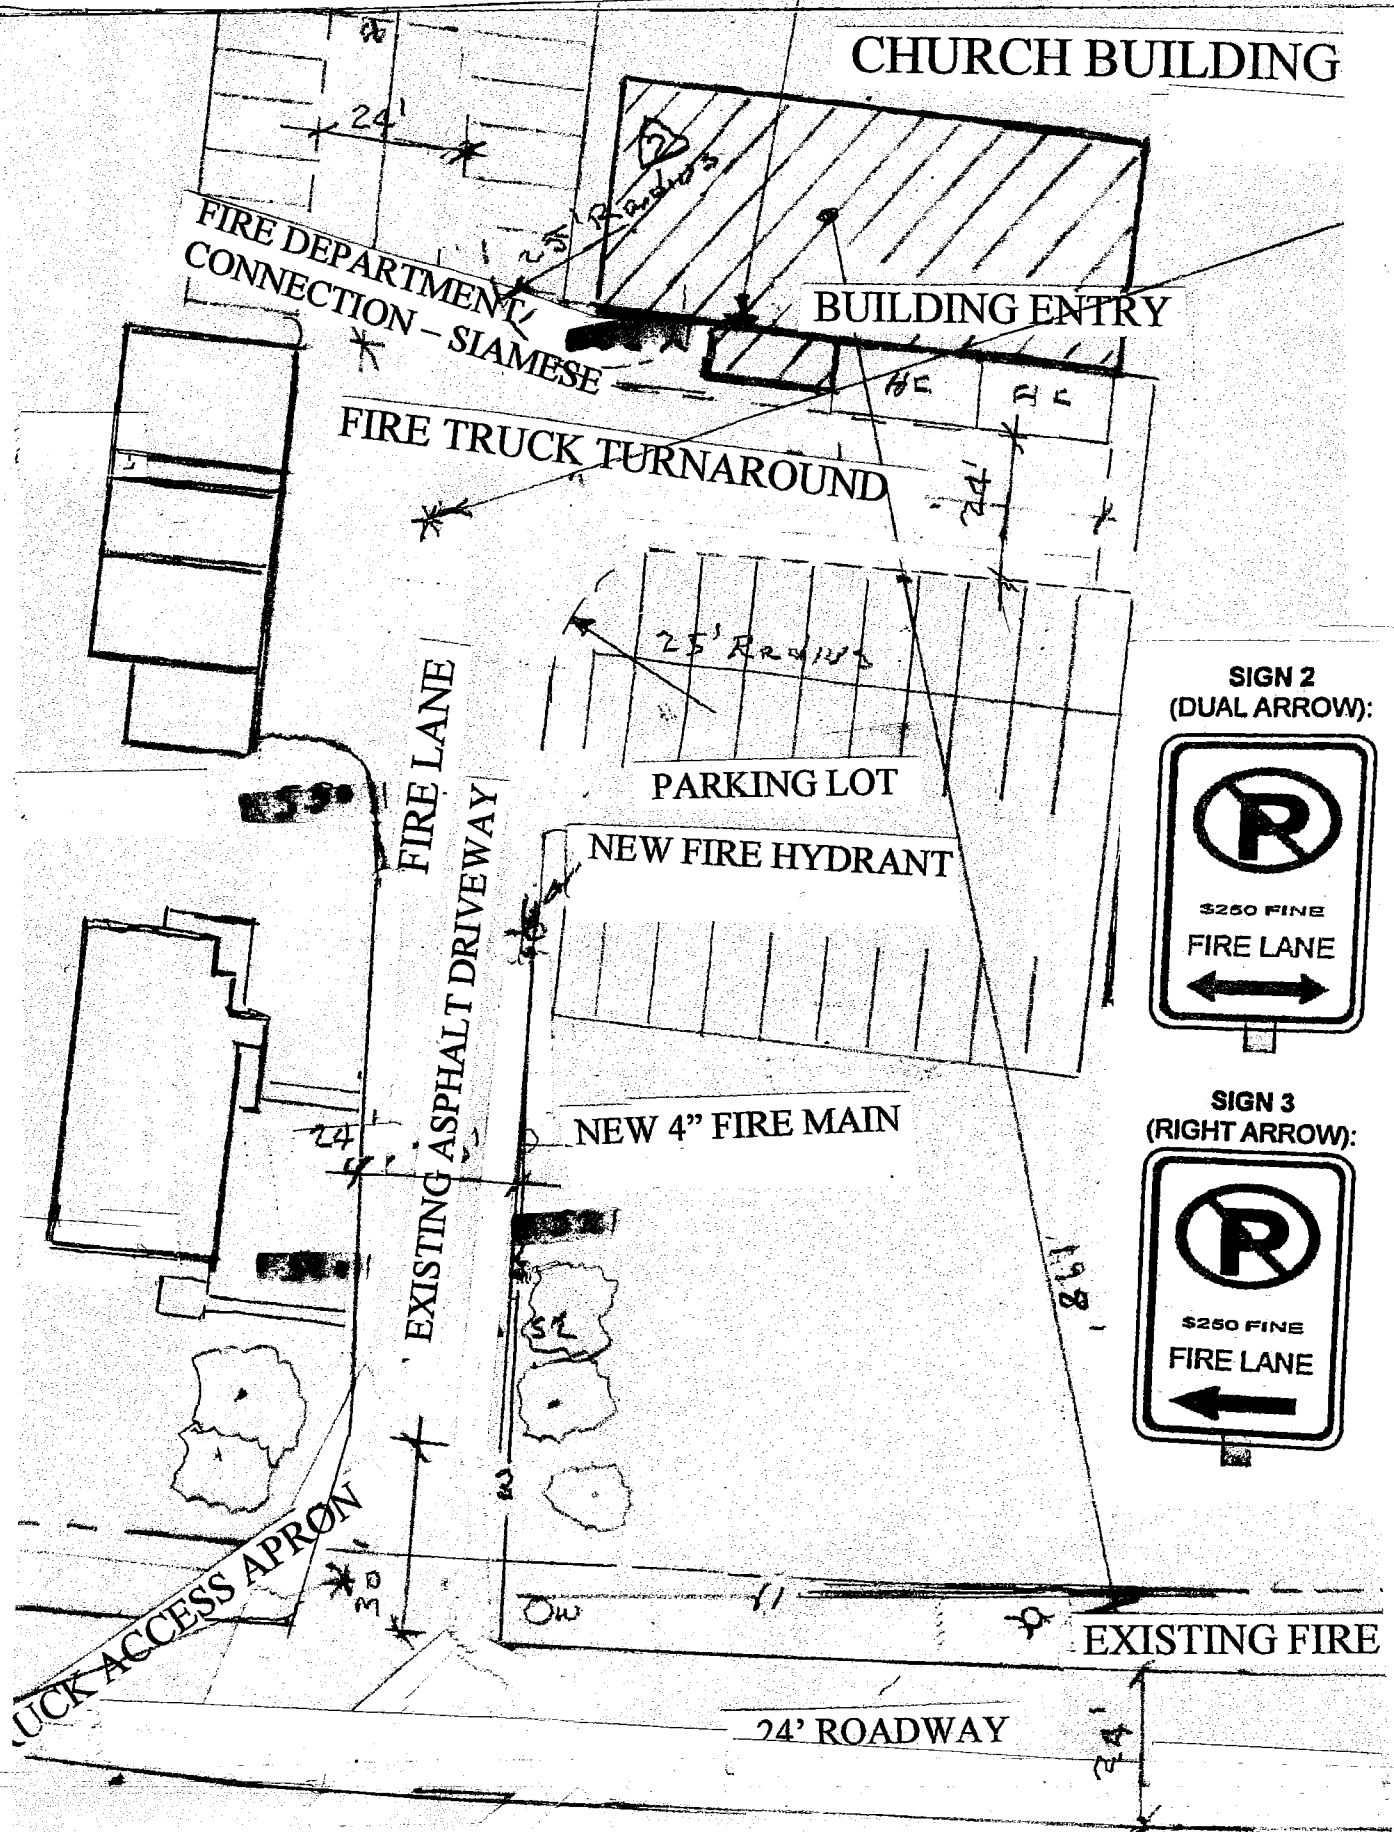 CHURCH BUILDING
24'
25' Radius
FIRE DEPARTMENT
CONNECTION – SIAMESE
BUILDING ENTRY
HC
HC
FIRE TRUCK TURNAROUND
24'
25' Radius
SIGN 2
(DUAL ARROW):
PARKING LOT
FIRE LANE
NEW FIRE HYDRANT
$250 FINE
FIRE LANE
EXISTING ASPHALT DRIVEWAY
SIGN 3
(RIGHT ARROW):
NEW 4” FIRE MAIN
24'
$250 FINE
FIRE LANE
198'
UCK ACCESS APRON
30'
EXISTING FIRE
24’ ROADWAY
24'